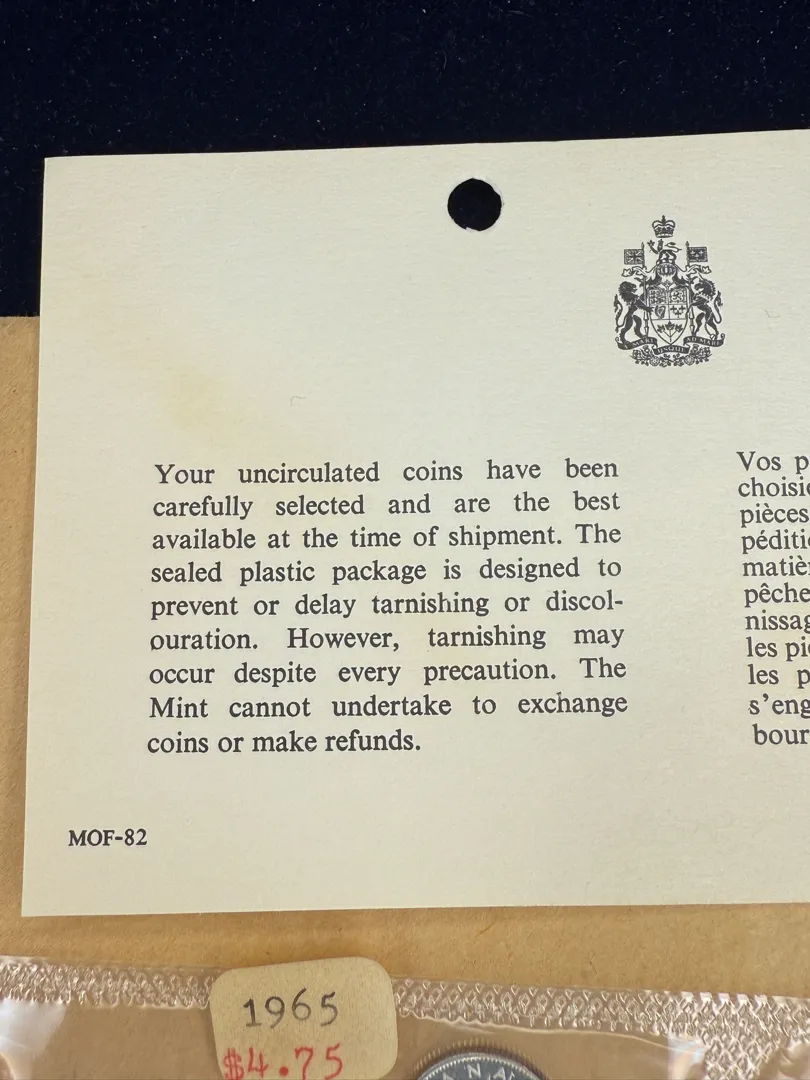 Your uncirculated coins have been
carefully selected and are the best
available at the time of shipment. The
sealed plastic package is designed to
prevent or delay tarnishing or discol-
ouration. However, tarnishing may
occur despite every precaution. The
Mint cannot undertake to exchange
coins or make refunds.
Vos
pièces
les
les
s'eng
bour
MOF-82
1965
$4.75